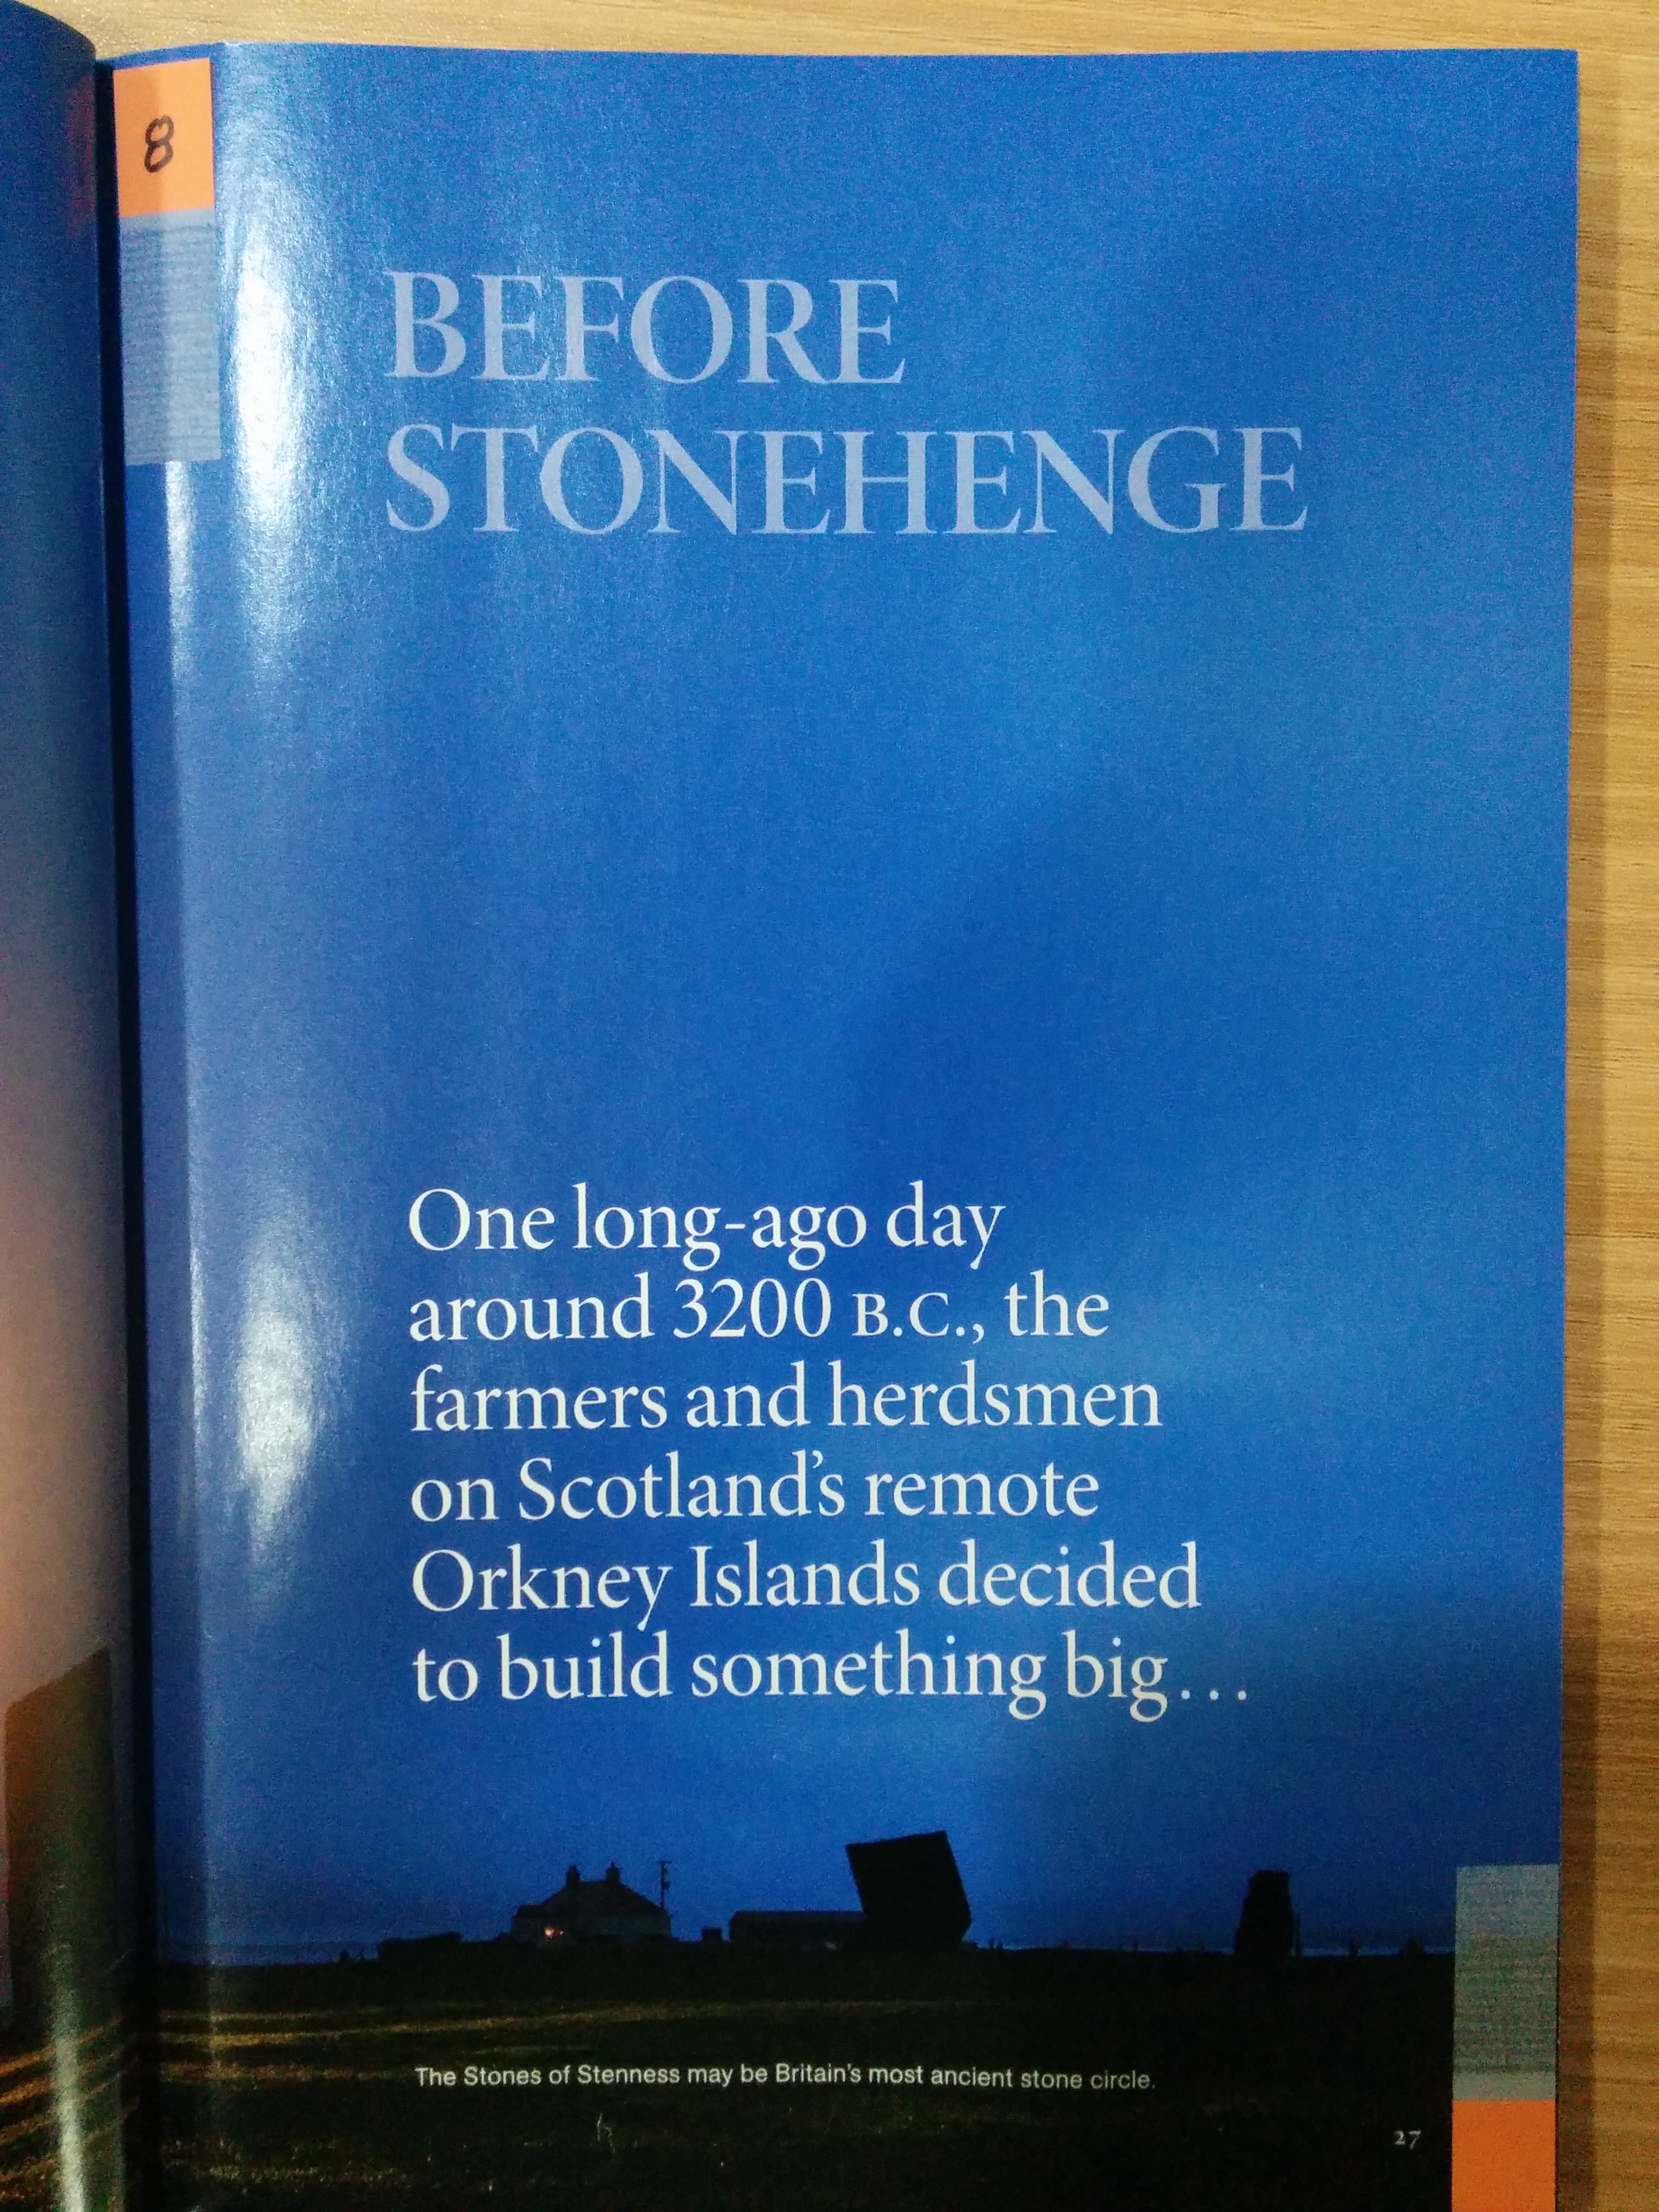 8
BEFORE
STONEHENGE
One long-ago day
around 3200 B.C., the
farmers and herdsmen
on Scotland's remote
Orkney Islands decided
to build something big...
The Stones of Stenness may be Britain's most ancient stone circle.
27